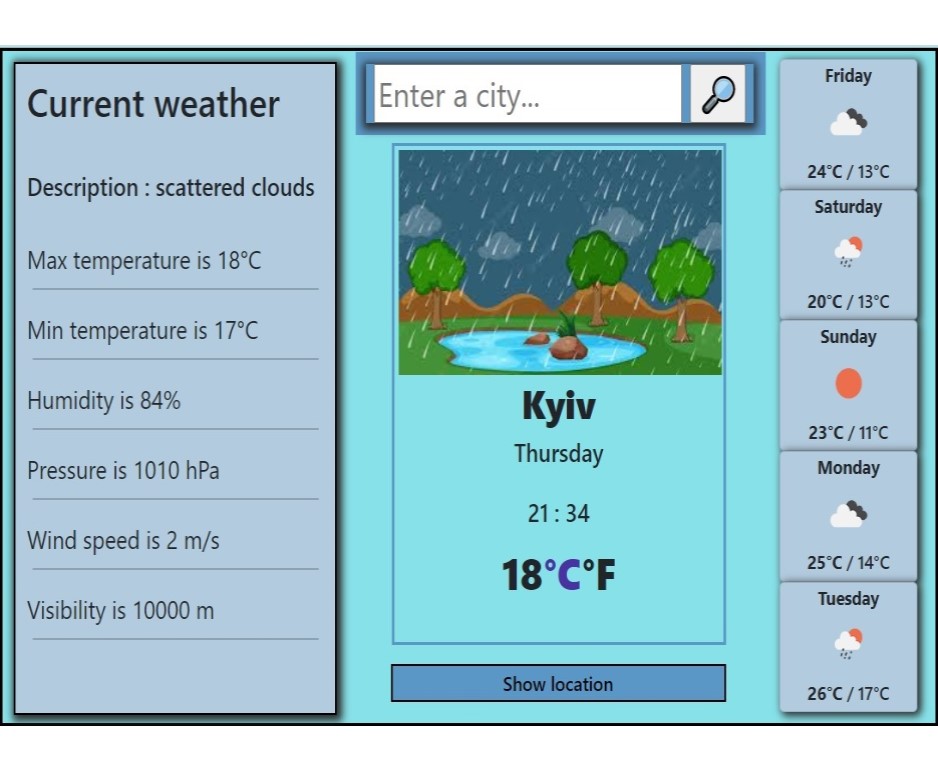 Current weather
Description : scattered clouds
Max temperature is 18°C
Min temperature is 17°C
Humidity is 84%
Pressure is 1010 hPa
Wind speed is 2 m/s
Visibility is 10000 m
Enter a city...
Kyiv
Thursday
21 : 34
18°C°F
Show location
Friday
24°C / 13°C
Saturday
20°C / 13°C
Sunday
23°C / 11°C
Monday
25°C / 14°C
Tuesday
26°C / 17°C